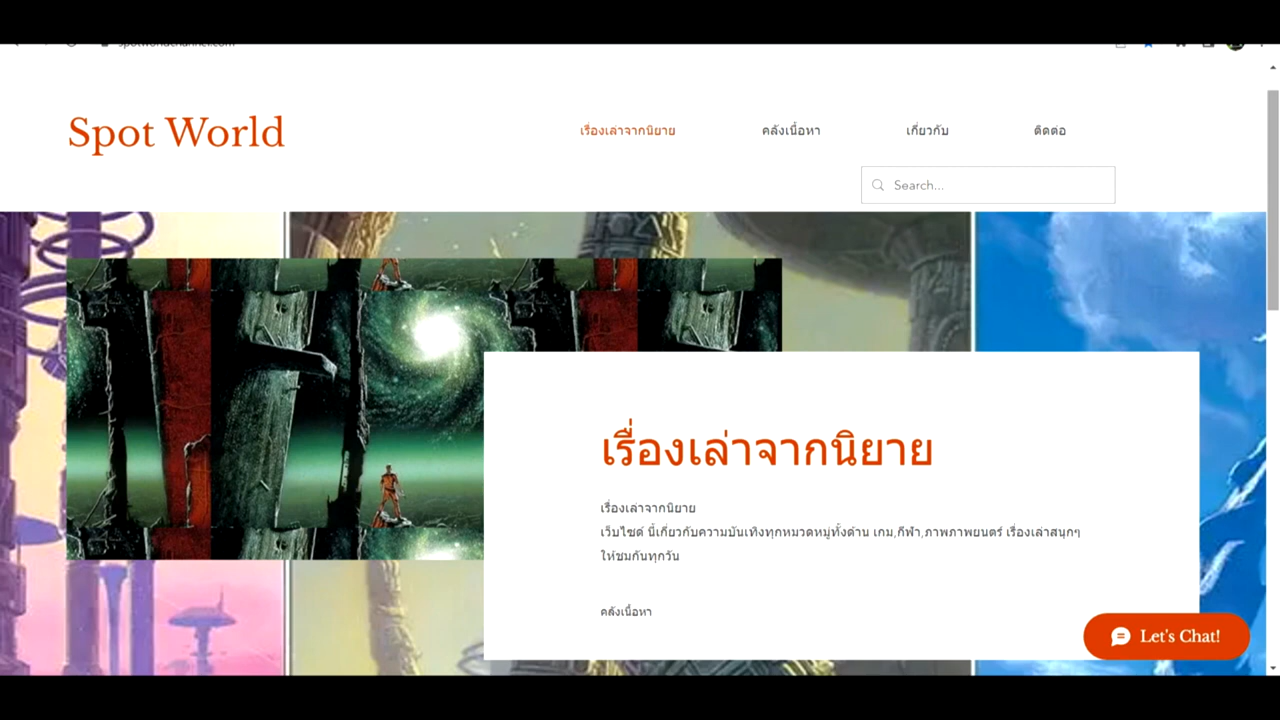 Spot World
เรื่องเล่าจากนิยาย
คลังเนื้อหา
เกี่ยวกับ
ติดต่อ
Search...
เรื่องเล่าจากนิยาย
เรื่องเล่าจากนิยาย
เว็บไซด์ นี้เกี่ยวกับความบันเทิงทุกหมวดหมู่ทั้งด้าน เกม,กีฬา,ภาพภาพยนตร์ เรื่องเล่าสนุกๆ
ให้ชมกันทุกวัน
คลังเนื้อหา
Let's Chat!